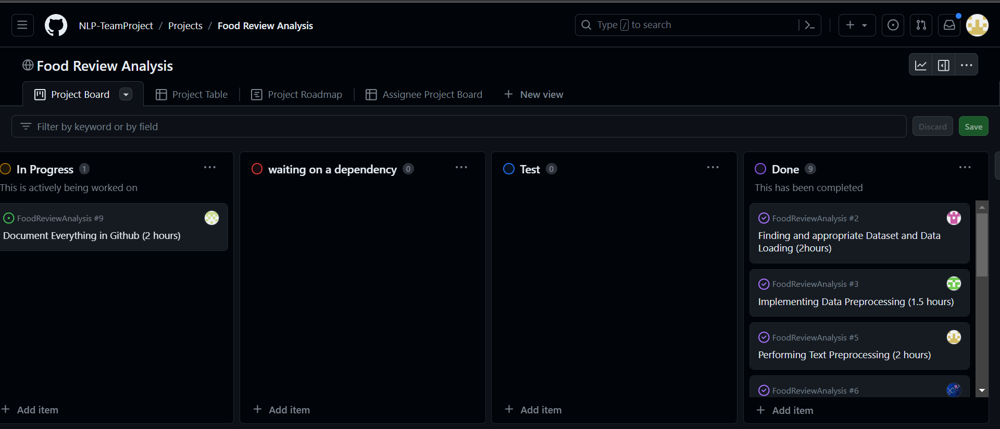 NLP-TeamProject / Projects / Food Review Analysis
Type / to search
Food Review Analysis
Project Board
Project Table
Project Roadmap
Assignee Project Board
New view
Filter by keyword or by field
Discard
Save
In Progress 1
This is actively being worked on
FoodReviewAnalysis #9
Document Everything in Github (2 hours)
Add item
waiting on a dependency 0
Add item
Test 0
Add item
Done 9
This has been completed
FoodReviewAnalysis #2
Finding and appropriate Dataset and Data
Loading (2hours)
FoodReviewAnalysis #3
Implementing Data Preprocessing (1.5 hours)
FoodReviewAnalysis #5
Performing Text Preprocessing (2 hours)
FoodReviewAnalysis #6
Add item